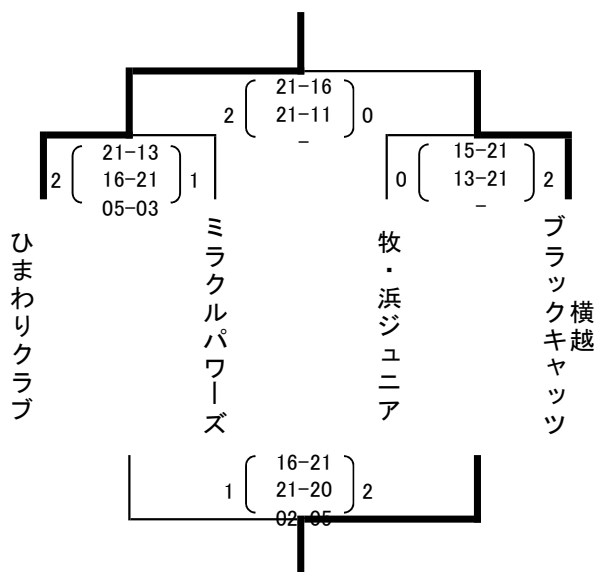 21-16
2 21-11 0
-
21-13
2 16-21 1
05-03
15-21
0 13-21 2
-
ひまわりクラブ
ミラクルパワーズ
牧・浜ジュニア
横越
ブラックキャッツ
16-21
1 21-20 2
02-05